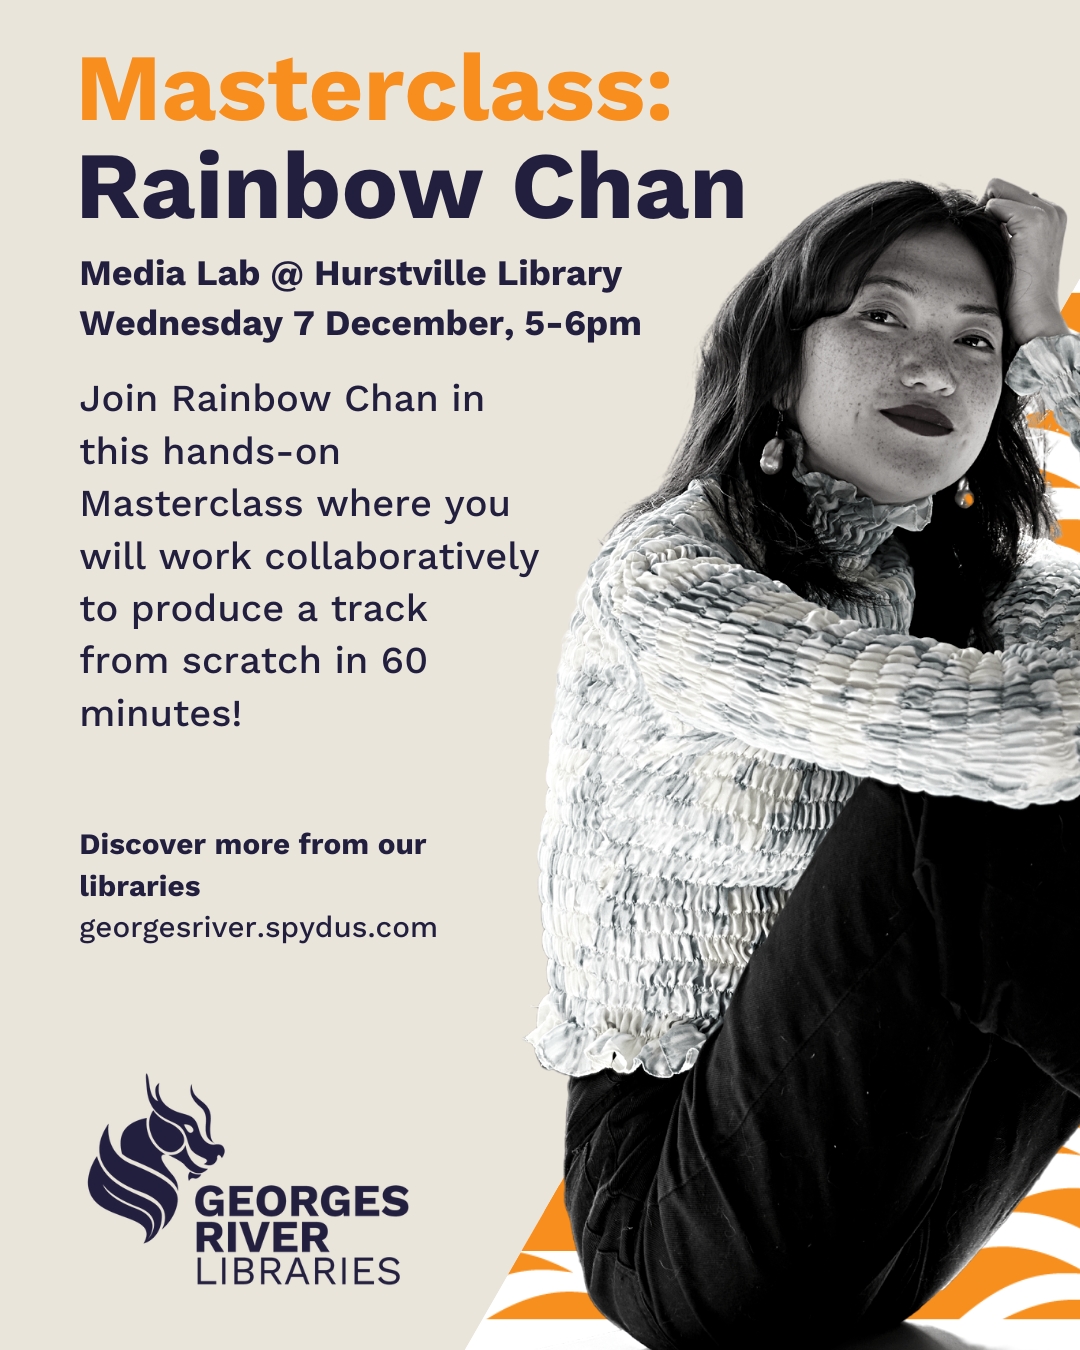 Masterclass:
Rainbow Chan
Media Lab @ Hurstville Library
Wednesday 7 December, 5-6pm
Join Rainbow Chan in
this hands-on
Masterclass where you
will work collaboratively
to produce a track
from scratch in 60
minutes!
Discover more from our
libraries
georgesriver.spydus.com
GEORGES
RIVER
LIBRARIES